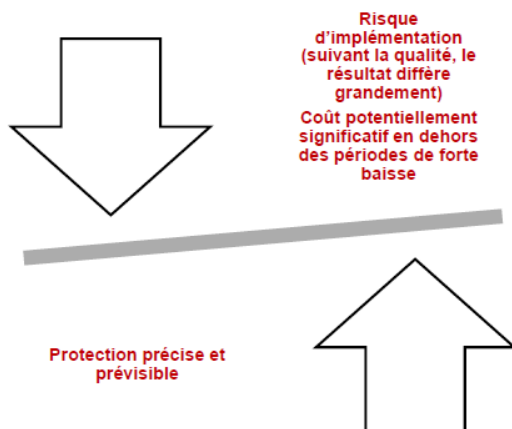 Risque
d'implémentation
(suivant la qualité, le
résultat diffère
grandement)
Coût potentiellement
significatif en dehors
des périodes de forte
baisse
Protection précise et
prévisible